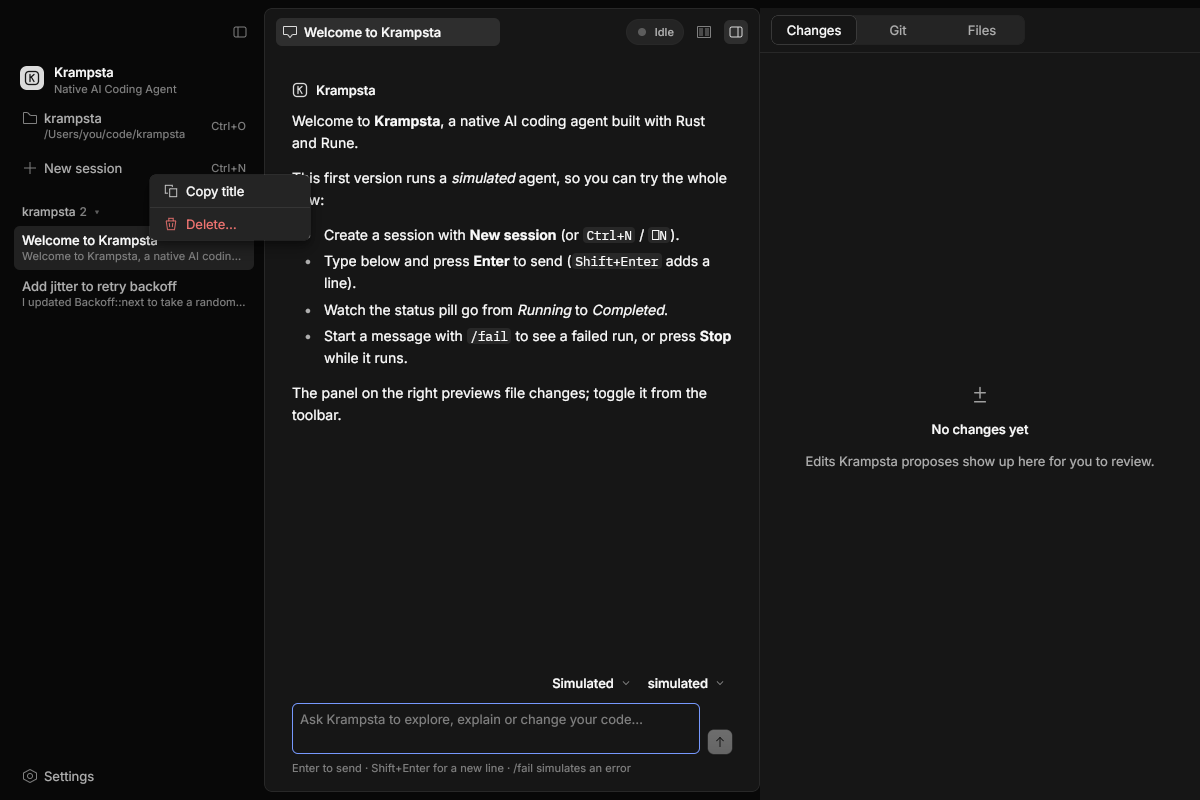 Krampsta
Native AI Coding Agent
krampsta
/Users/you/code/krampsta
Ctrl+O
New session
Ctrl+N
Copy title
Delete...
krampsta 2
Welcome to Krampsta
Welcome to Krampsta, a native AI codin...
Add jitter to retry backoff
I updated Backoff::next to take a random...
Settings
Welcome to Krampsta
Idle
Krampsta
Welcome to Krampsta, a native AI coding agent built with Rust
and Rune.
This first version runs a simulated agent, so you can try the whole
w:
Create a session with New session (or Ctrl+N / N).
• Type below and press Enter to send ( Shift+Enter adds a
line).
• Watch the status pill go from Running to Completed.
• Start a message with /fail to see a failed run, or press Stop
while it runs.
The panel on the right previews file changes; toggle it from the
toolbar.
Simulated
simulated
Ask Krampsta to explore, explain or change your code...
Enter to send · Shift+Enter for a new line · /fail simulates an error
Changes
Git
Files
No changes yet
Edits Krampsta proposes show up here for you to review.